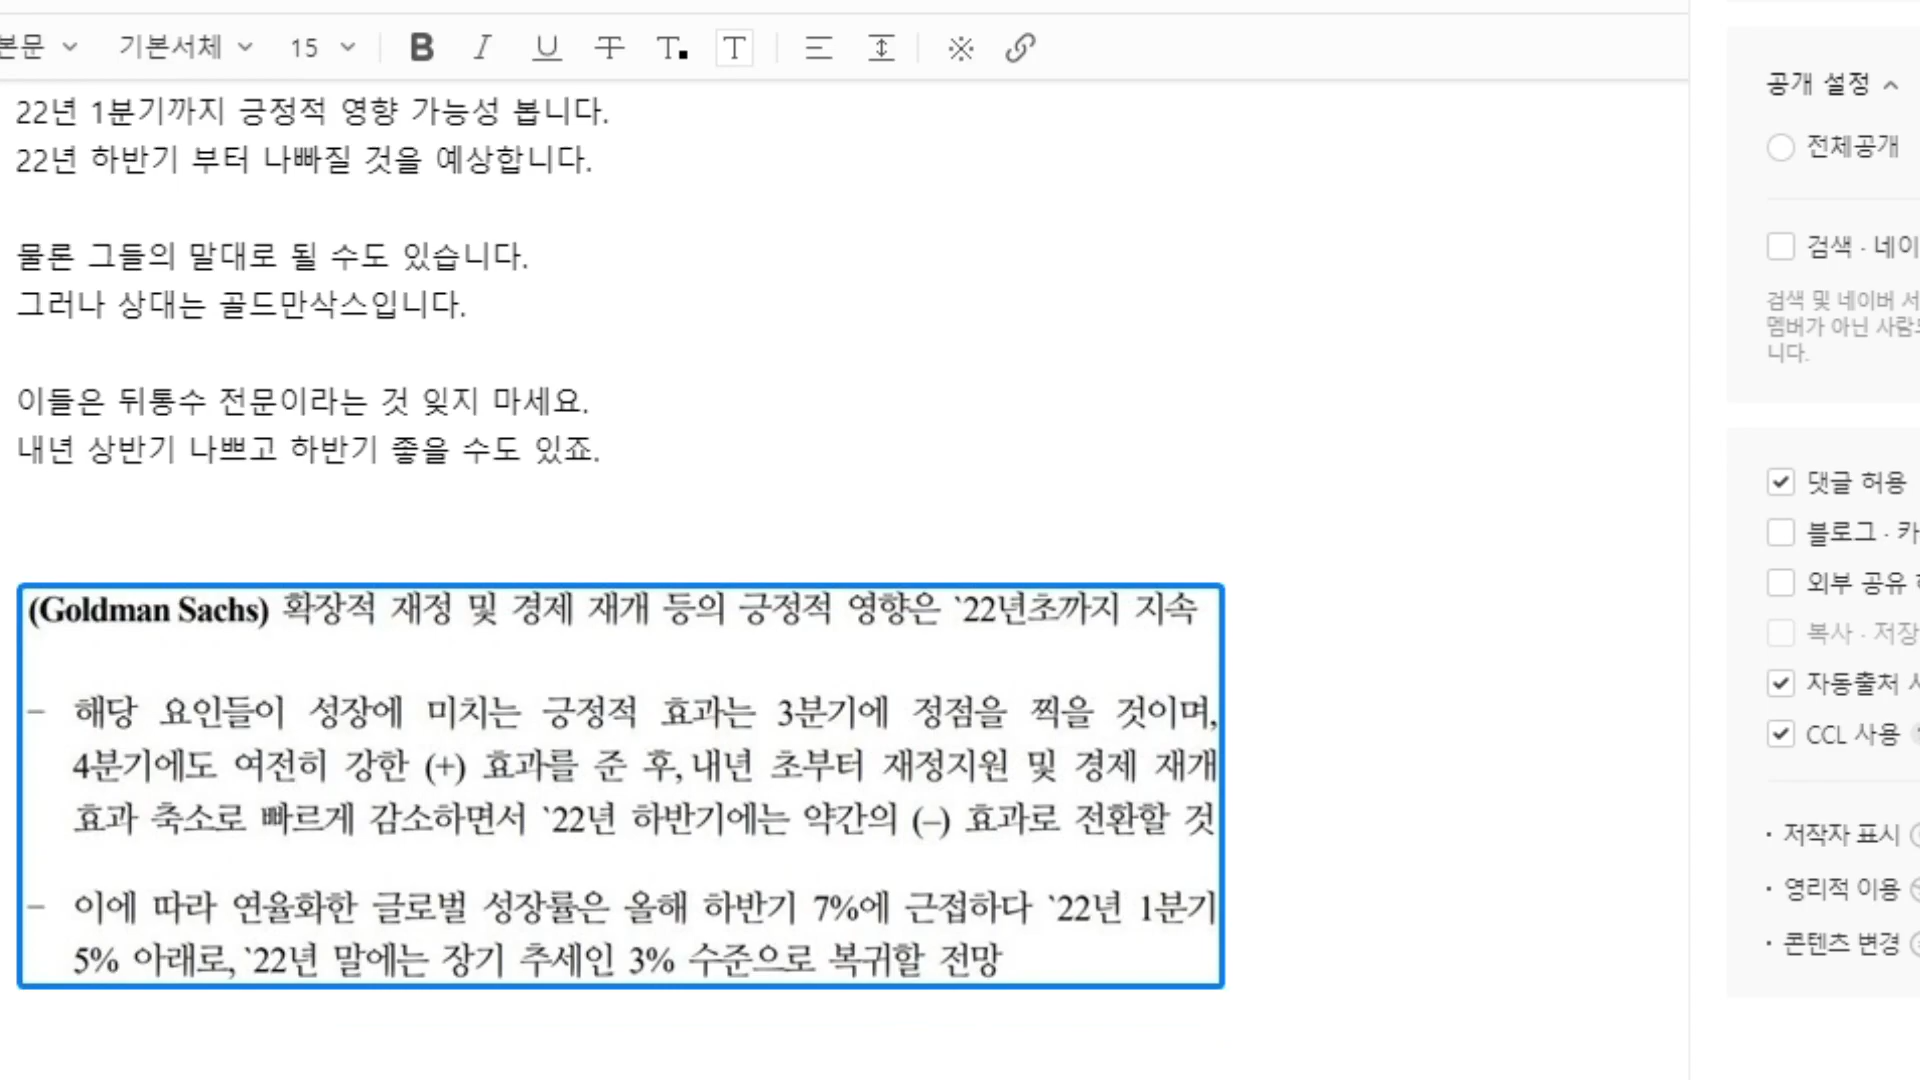 본문 기본서체 15 B I U T T T
22년 1분기까지 긍정적 영향 가능성 봅니다.
22년 하반기 부터 나빠질 것을 예상합니다.
물론 그들의 말대로 될 수도 있습니다.
그러나 상대는 골드만삭스입니다.
이들은 뒤통수 전문이라는 것 잊지 마세요.
내년 상반기 나쁘고 하반기 좋을 수도 있죠.
(Goldman Sachs) 확장적 재정 및 경제 재개 등의 긍정적 영향은 `22년초까지 지속
– 해당 요인들이 성장에 미치는 긍정적 효과는 3분기에 정점을 찍을 것이며,
4분기에도 여전히 강한 (+) 효과를 준 후, 내년 초부터 재정지원 및 경제 재개
효과 축소로 빠르게 감소하면서 `22년 하반기에는 약간의 (–) 효과로 전환할 것
– 이에 따라 연율화한 글로벌 성장률은 올해 하반기 7%에 근접하다 `22년 1분기
5% 아래로, `22년 말에는 장기 추세인 3% 수준으로 복귀할 전망
공개 설정
전체공개
검색 · 네이
검색 및 네이버 서
멤버가 아닌 사람
니다.
댓글 허용
블로그 · 카
외부 공유
복사 · 저장
자동출처
CCL 사용
· 저작자 표시
· 영리적 이용
· 콘텐츠 변경